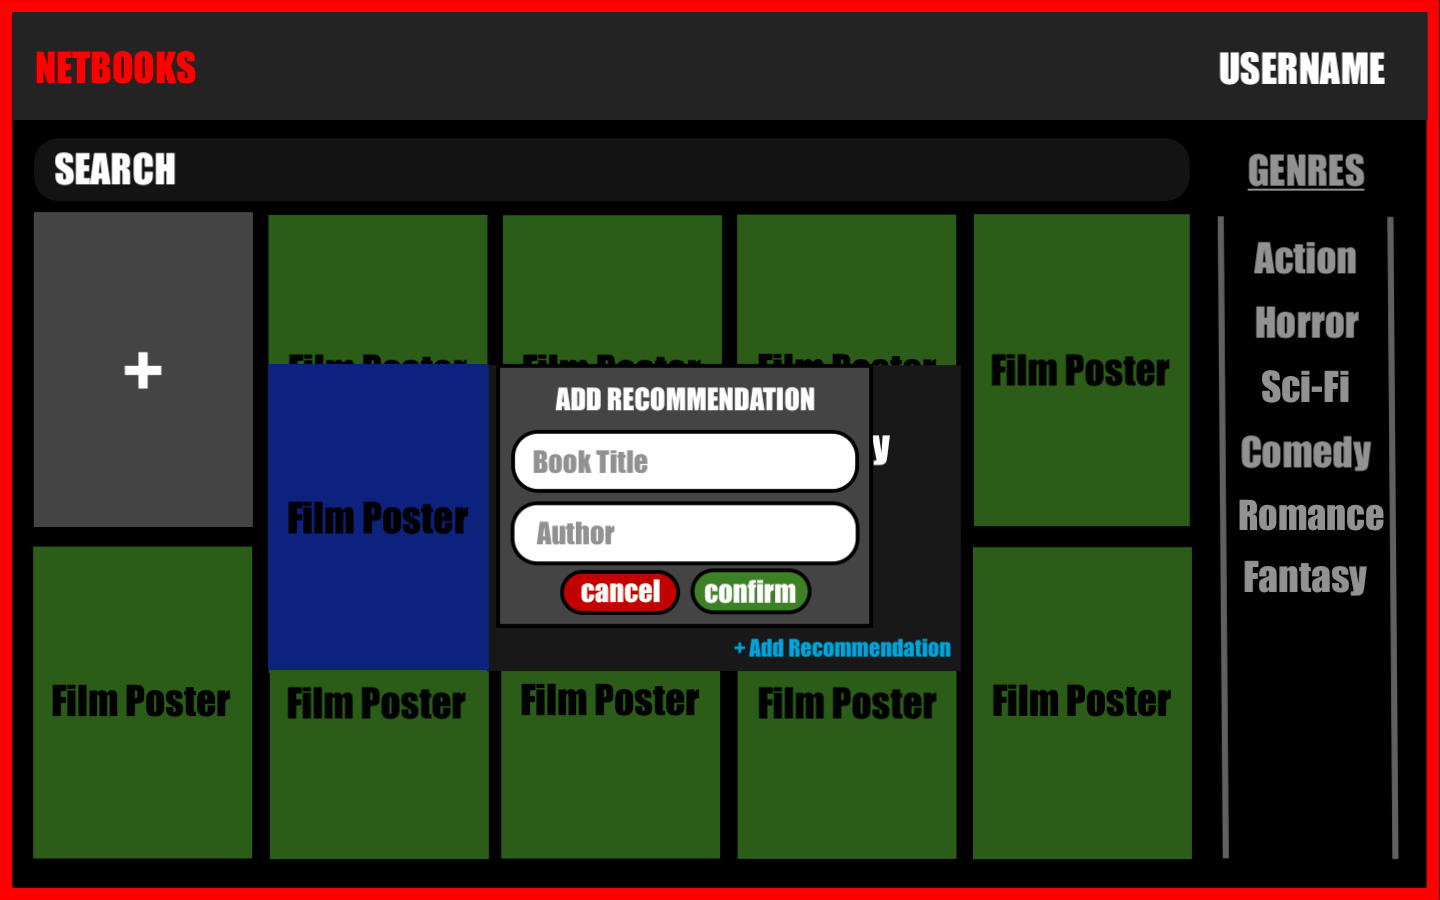 NETBOOKS
USERNAME
SEARCH
GENRES
Action
Horror
Sci-Fi
Comedy
Romance
Fantasy
+
Film Poster
Film Poster
Film Poster
Film Poster
Film Poster
ADD RECOMMENDATION
Book Title
Author
cancel
confirm
y
+ Add Recommendation
Film Poster
Film Poster
Film Poster
Film Poster
Film Poster